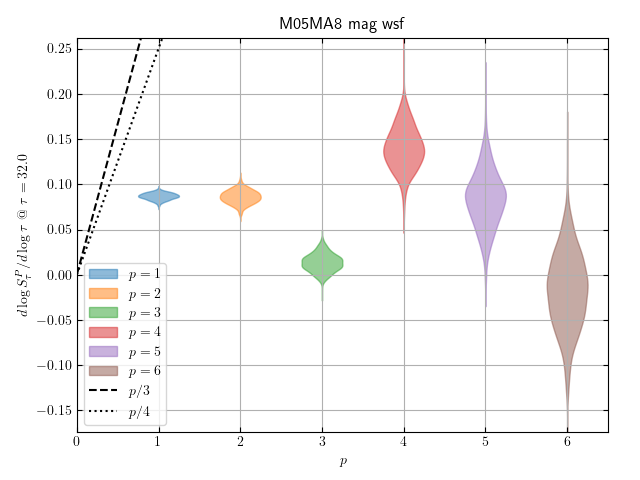 M05MA8 mag wsf
d log S_τ^P / d log τ @ τ = 32.0
0.25
0.20
0.15
0.10
0.05
0.00
−0.05
−0.10
−0.15
p = 1
p = 2
p = 3
p = 4
p = 5
p = 6
p/3
p/4
0 1 2 3 4 5 6
p